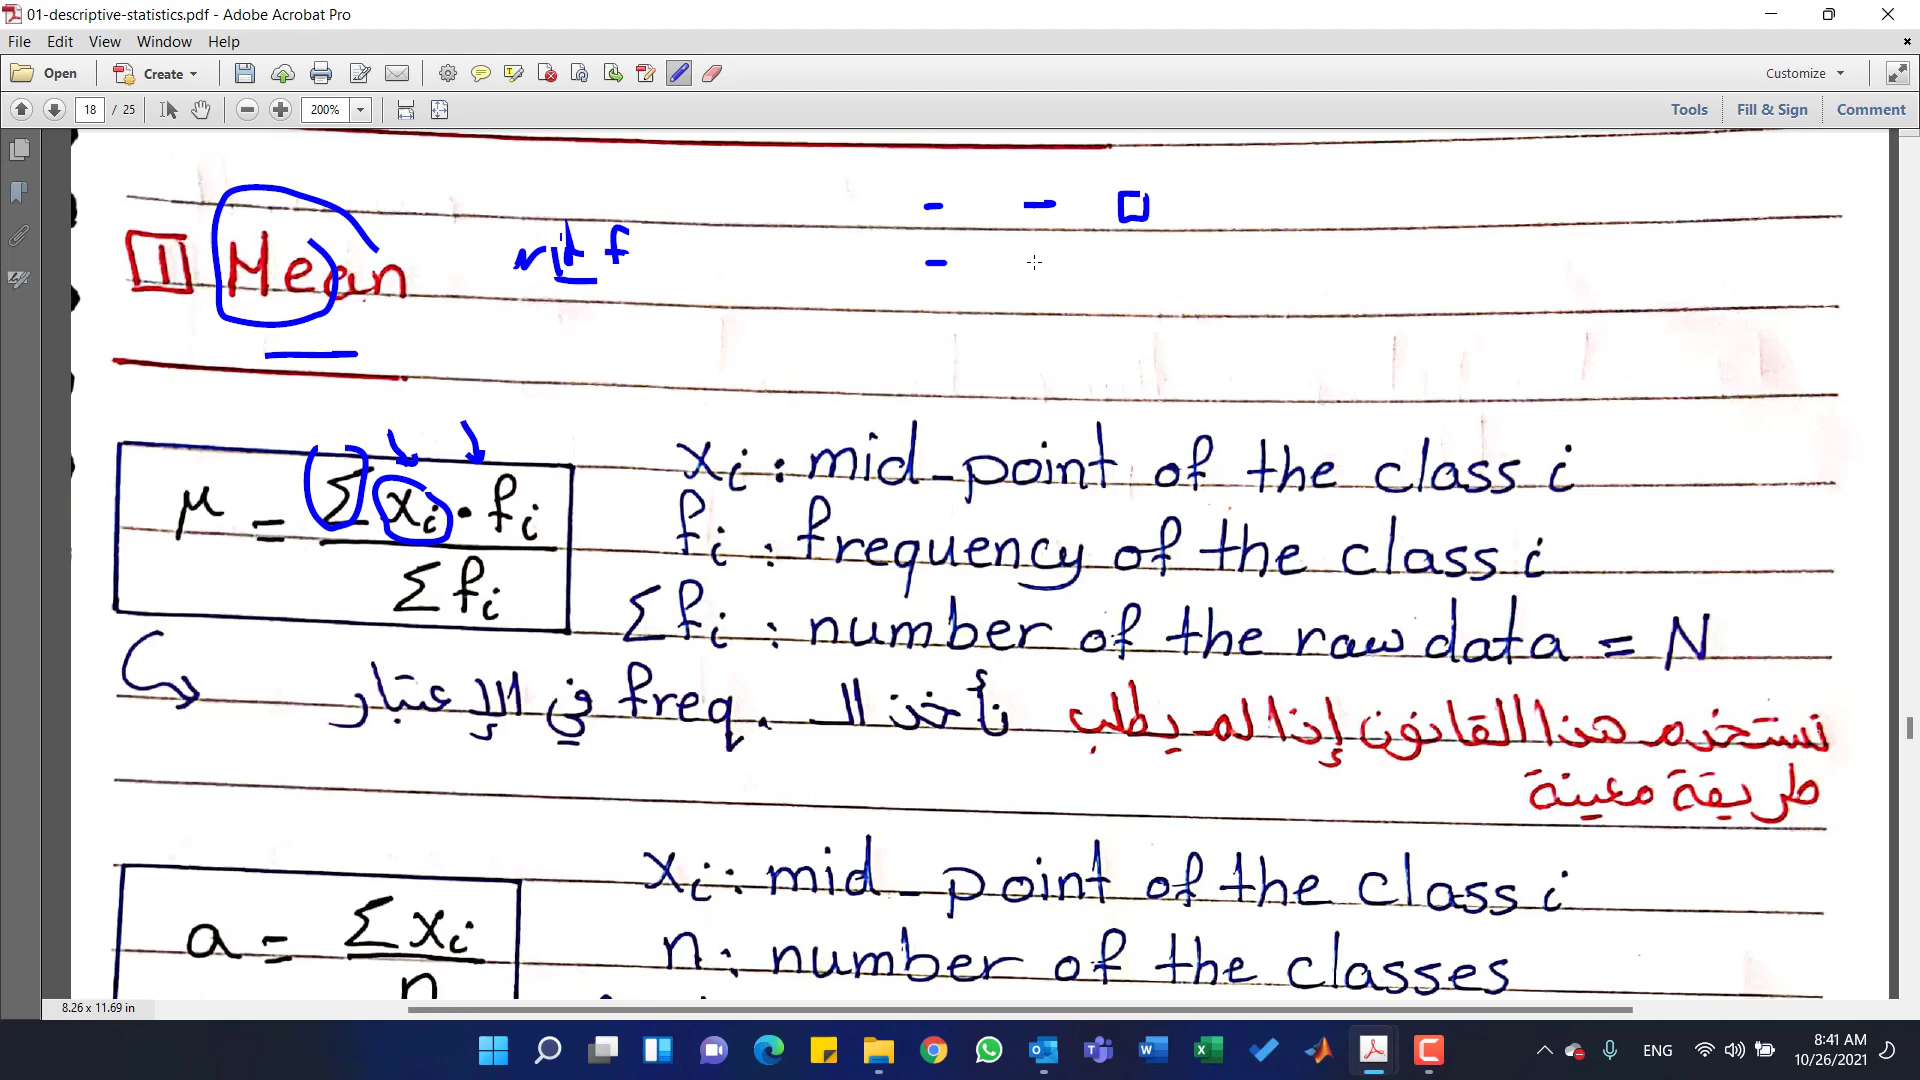 01-descriptive-statistics.pdf - Adobe Acrobat Pro
File Edit View Window Help
Open Create Customize
18 / 25 200% Tools Fill & Sign Comment
1 Mean
f
μ = Σ xi · fi / Σ fi
xi : mid-point of the class i
fi : frequency of the class i
Σfi : number of the raw data = N
نستخدم هذا القانون إذا لم يطلب
طريقة معينة
نأخذ الـ freq. في الإعتبار
a = Σ xi / n
xi : mid-point of the class i
n : number of the classes
8.26 x 11.69 in
ENG
8:41 AM
10/26/2021